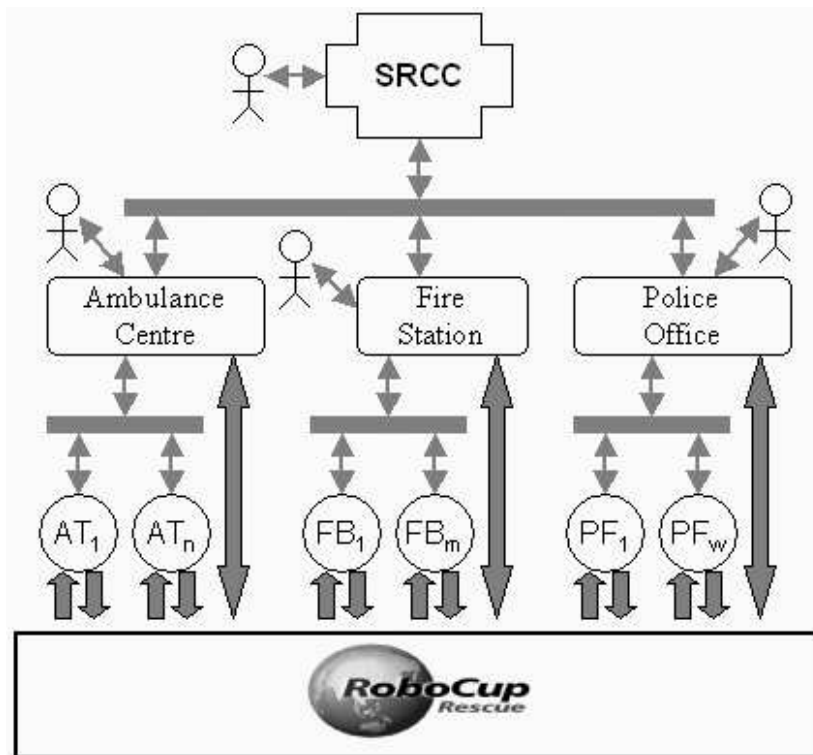 SRCC
Ambulance
Centre
Fire
Station
Police
Office
AT1
ATn
FB1
FBm
PF1
PFw
RoboCup
Rescue